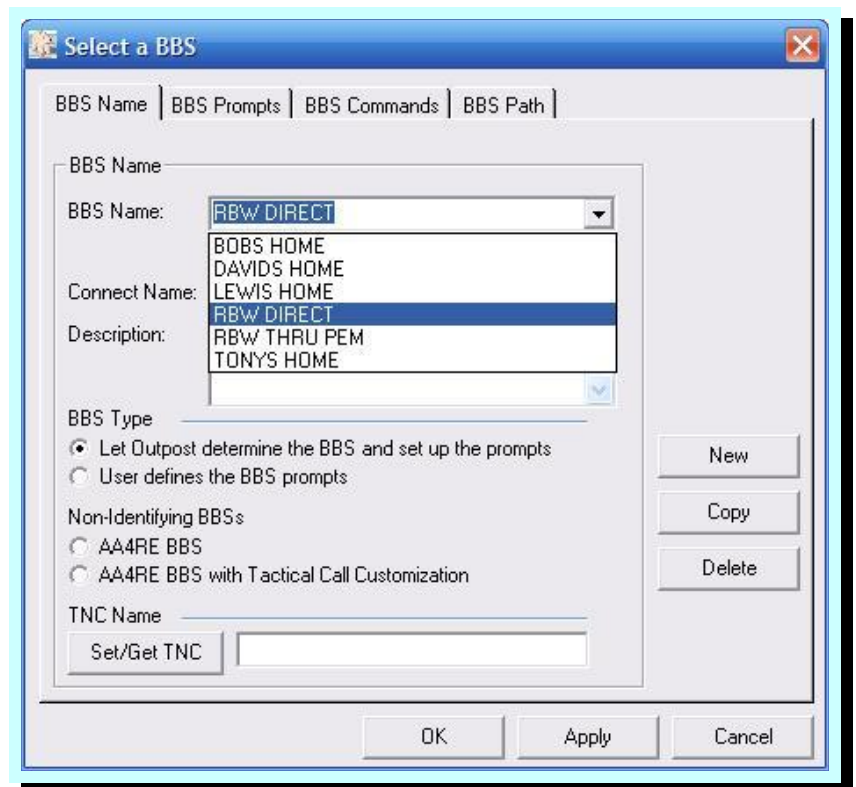 Select a BBS
BBS Name BBS Prompts BBS Commands BBS Path
BBS Name
BBS Name: RBW DIRECT
BOBS HOME
DAVIDS HOME
Connect Name: LEWIS HOME
RBW DIRECT
Description: RBW THRU PEM
TONYS HOME
BBS Type
Let Outpost determine the BBS and set up the prompts
User defines the BBS prompts
Non-Identifying BBSs
AA4RE BBS
AA4RE BBS with Tactical Call Customization
TNC Name
Set/Get TNC
New
Copy
Delete
OK Apply Cancel